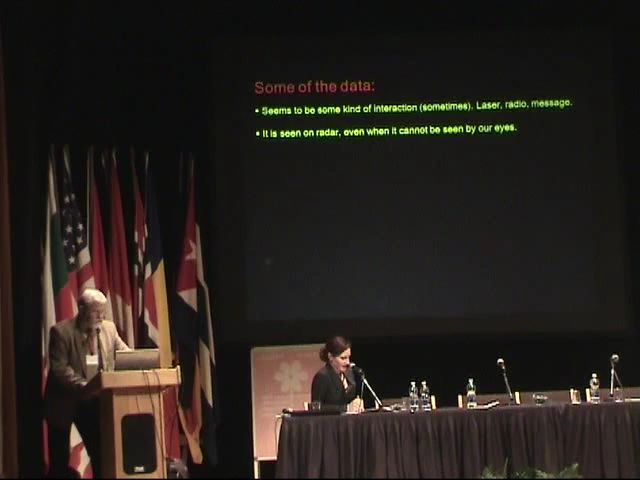 Some of the data:
• Seems to be some kind of interaction (sometimes). Laser, radio, message.
• It is seen on radar, even when it cannot be seen by our eyes.